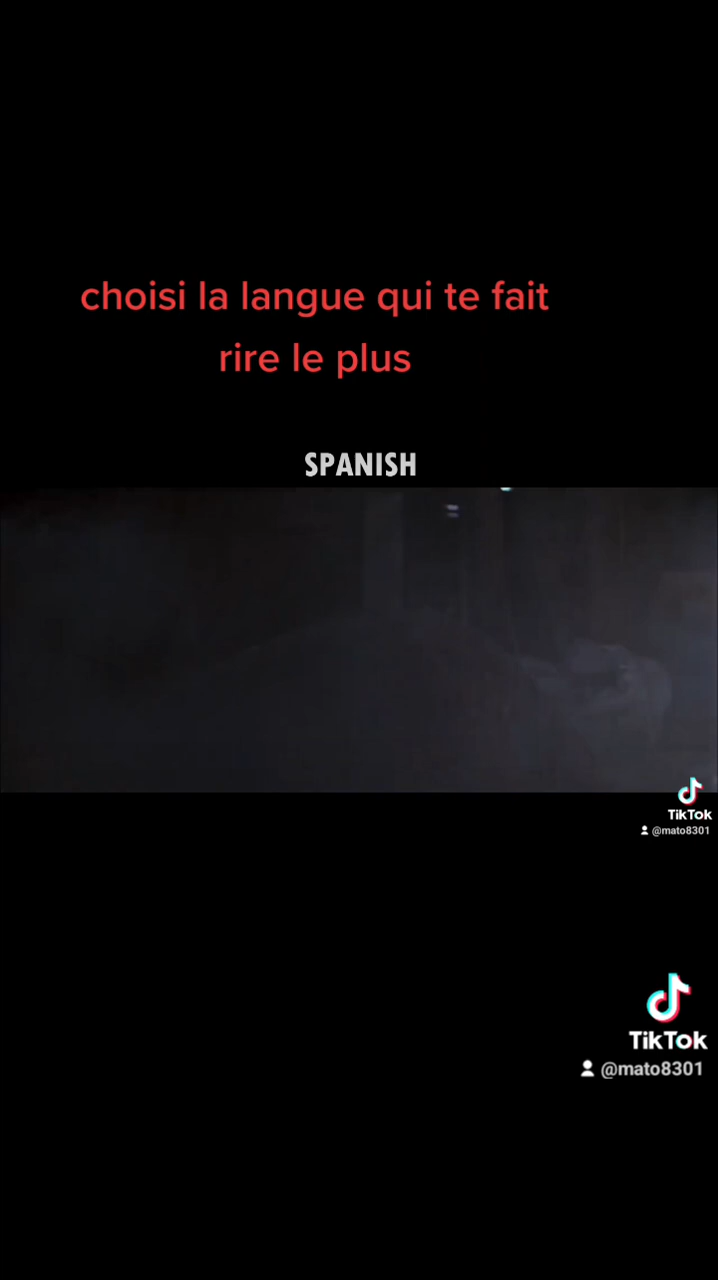 choisi la langue qui te fait
rire le plus
SPANISH
TikTok
@mato8301
TikTok
@mato8301